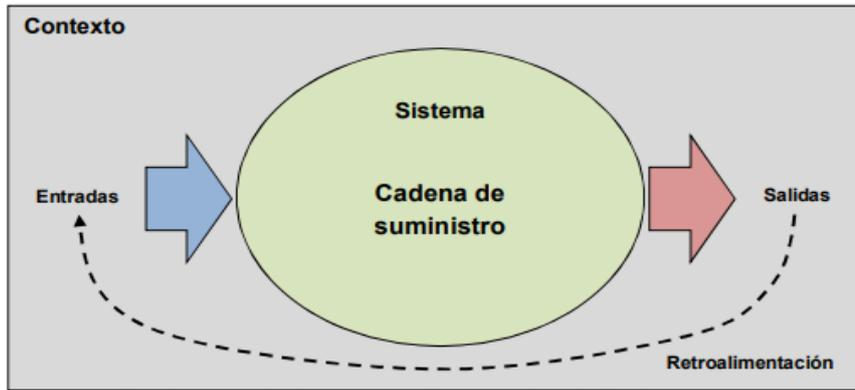 Contexto
Sistema
Cadena de
suministro
Entradas
Salidas
Retroalimentación